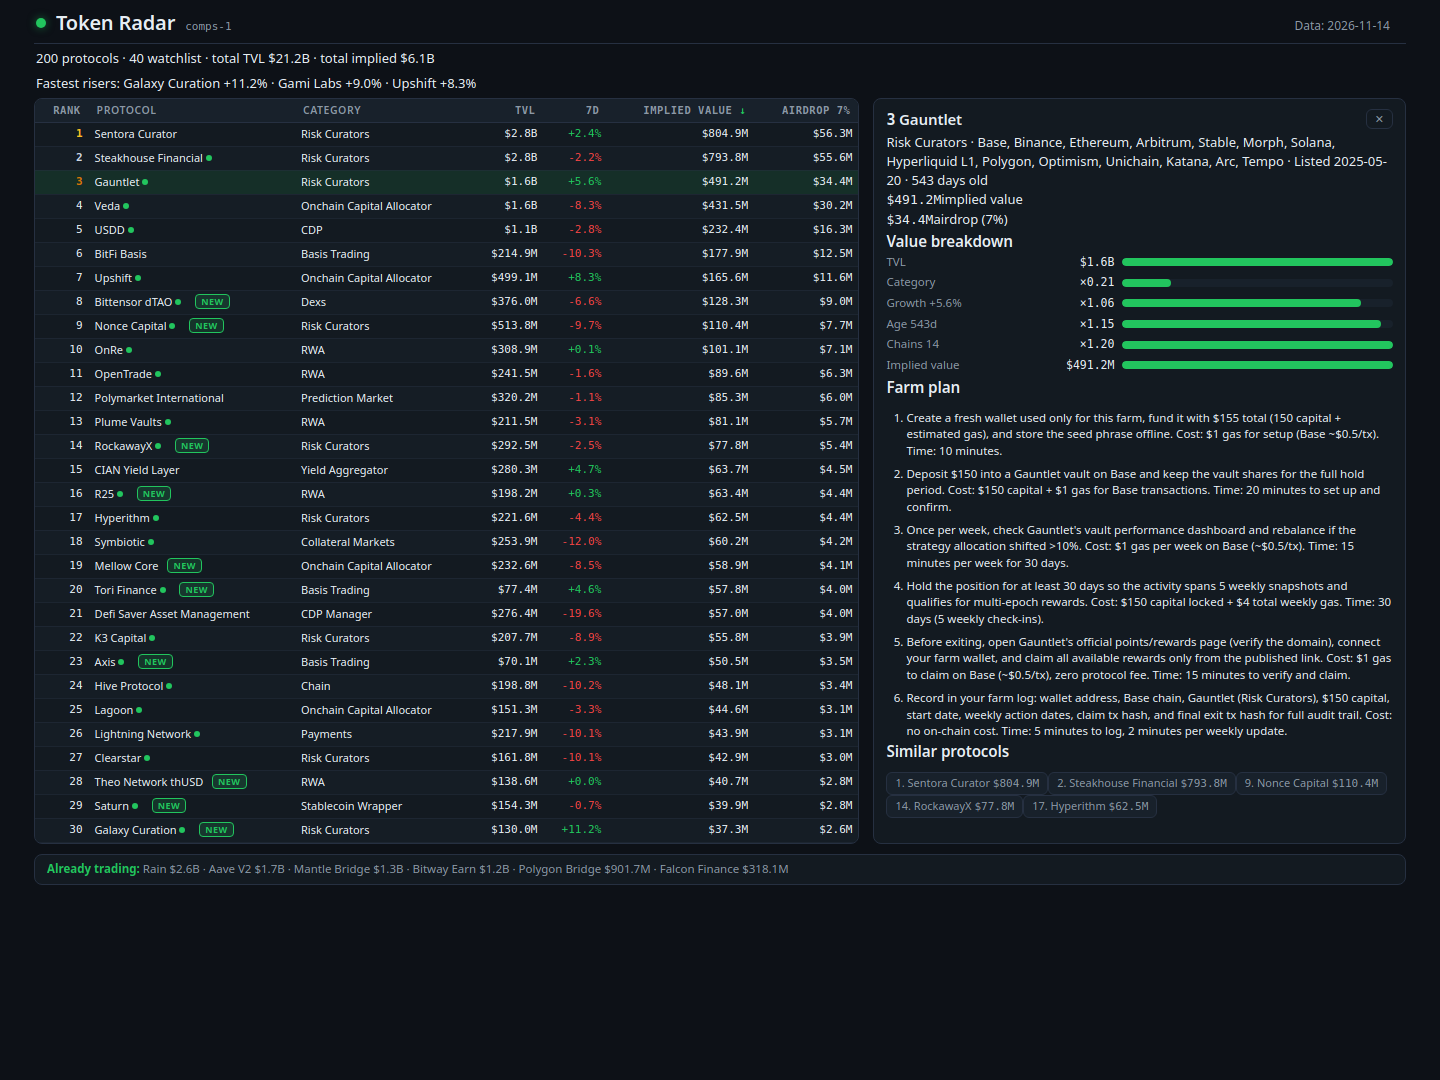 Token Radar comps-1
Data: 2026-11-14
200 protocols · 40 watchlist · total TVL $21.2B · total implied $6.1B
Fastest risers: Galaxy Curation +11.2% · Gami Labs +9.0% · Upshift +8.3%
RANK PROTOCOL CATEGORY TVL 7D IMPLIED VALUE ↓ AIRDROP 7%
1 Sentora Curator Risk Curators $2.8B +2.4% $804.9M $56.3M
2 Steakhouse Financial Risk Curators $2.8B -2.2% $793.8M $55.6M
3 Gauntlet Risk Curators $1.6B +5.6% $491.2M $34.4M
4 Veda Onchain Capital Allocator $1.6B -8.3% $431.5M $30.2M
5 USDD CDP $1.1B -2.8% $232.4M $16.3M
6 BitFi Basis Basis Trading $214.9M -10.3% $177.9M $12.5M
7 Upshift Onchain Capital Allocator $499.1M +8.3% $165.6M $11.6M
8 Bittensor dTAO NEW Dexs $376.0M -6.6% $128.3M $9.0M
9 Nonce Capital NEW Risk Curators $513.8M -9.7% $110.4M $7.7M
10 OnRe RWA $308.9M +0.1% $101.1M $7.1M
11 OpenTrade RWA $241.5M -1.6% $89.6M $6.3M
12 Polymarket International Prediction Market $320.2M -1.1% $85.3M $6.0M
13 Plume Vaults RWA $211.5M -3.1% $81.1M $5.7M
14 RockawayX NEW Risk Curators $292.5M -2.5% $77.8M $5.4M
15 CIAN Yield Layer Yield Aggregator $280.3M +4.7% $63.7M $4.5M
16 R25 NEW RWA $198.2M +0.3% $63.4M $4.4M
17 Hyperithm Risk Curators $221.6M -4.4% $62.5M $4.4M
18 Symbiotic Collateral Markets $253.9M -12.0% $60.2M $4.2M
19 Mellow Core NEW Onchain Capital Allocator $232.6M -8.5% $58.9M $4.1M
20 Tori Finance NEW Basis Trading $77.4M +4.6% $57.8M $4.0M
21 Defi Saver Asset Management CDP Manager $276.4M -19.6% $57.0M $4.0M
22 K3 Capital Risk Curators $207.7M -8.9% $55.8M $3.9M
23 Axis NEW Basis Trading $70.1M +2.3% $50.5M $3.5M
24 Hive Protocol Chain $198.8M -10.2% $48.1M $3.4M
25 Lagoon Onchain Capital Allocator $151.3M -3.3% $44.6M $3.1M
26 Lightning Network Payments $217.9M -10.1% $43.9M $3.1M
27 Clearstar Risk Curators $161.8M -10.1% $42.9M $3.0M
28 Theo Network thUSD NEW RWA $138.6M +0.0% $40.7M $2.8M
29 Saturn NEW Stablecoin Wrapper $154.3M -0.7% $39.9M $2.8M
30 Galaxy Curation NEW Risk Curators $130.0M +11.2% $37.3M $2.6M
3 Gauntlet ×
Risk Curators · Base, Binance, Ethereum, Arbitrum, Stable, Morph, Solana,
Hyperliquid L1, Polygon, Optimism, Unichain, Katana, Arc, Tempo · Listed 2025-05-
20 · 543 days old
$491.2Mimplied value
$34.4Mairdrop (7%)
Value breakdown
TVL $1.6B
Category ×0.21
Growth +5.6% ×1.06
Age 543d ×1.15
Chains 14 ×1.20
Implied value $491.2M
Farm plan
1. Create a fresh wallet used only for this farm, fund it with $155 total (150 capital +
estimated gas), and store the seed phrase offline. Cost: $1 gas for setup (Base ~$0.5/tx).
Time: 10 minutes.
2. Deposit $150 into a Gauntlet vault on Base and keep the vault shares for the full hold
period. Cost: $150 capital + $1 gas for Base transactions. Time: 20 minutes to set up and
confirm.
3. Once per week, check Gauntlet's vault performance dashboard and rebalance if the
strategy allocation shifted >10%. Cost: $1 gas per week on Base (~$0.5/tx). Time: 15
minutes per week for 30 days.
4. Hold the position for at least 30 days so the activity spans 5 weekly snapshots and
qualifies for multi-epoch rewards. Cost: $150 capital locked + $4 total weekly gas. Time: 30
days (5 weekly check-ins).
5. Before exiting, open Gauntlet's official points/rewards page (verify the domain), connect
your farm wallet, and claim all available rewards only from the published link. Cost: $1 gas
to claim on Base (~$0.5/tx), zero protocol fee. Time: 15 minutes to verify and claim.
6. Record in your farm log: wallet address, Base chain, Gauntlet (Risk Curators), $150 capital,
start date, weekly action dates, claim tx hash, and final exit tx hash for full audit trail. Cost:
no on-chain cost. Time: 5 minutes to log, 2 minutes per weekly update.
Similar protocols
1. Sentora Curator $804.9M 2. Steakhouse Financial $793.8M 9. Nonce Capital $110.4M
14. RockawayX $77.8M 17. Hyperithm $62.5M
Already trading: Rain $2.6B · Aave V2 $1.7B · Mantle Bridge $1.3B · Bitway Earn $1.2B · Polygon Bridge $901.7M · Falcon Finance $318.1M